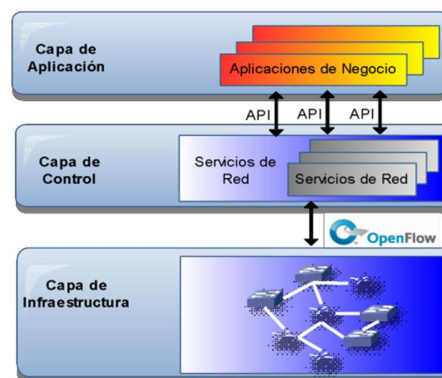 Capa de
Aplicación
Aplicaciones de Negocio
API
API
API
Capa de
Control
Servicios de
Red
Servicios de Red
OpenFlow
Capa de
Infraestructura